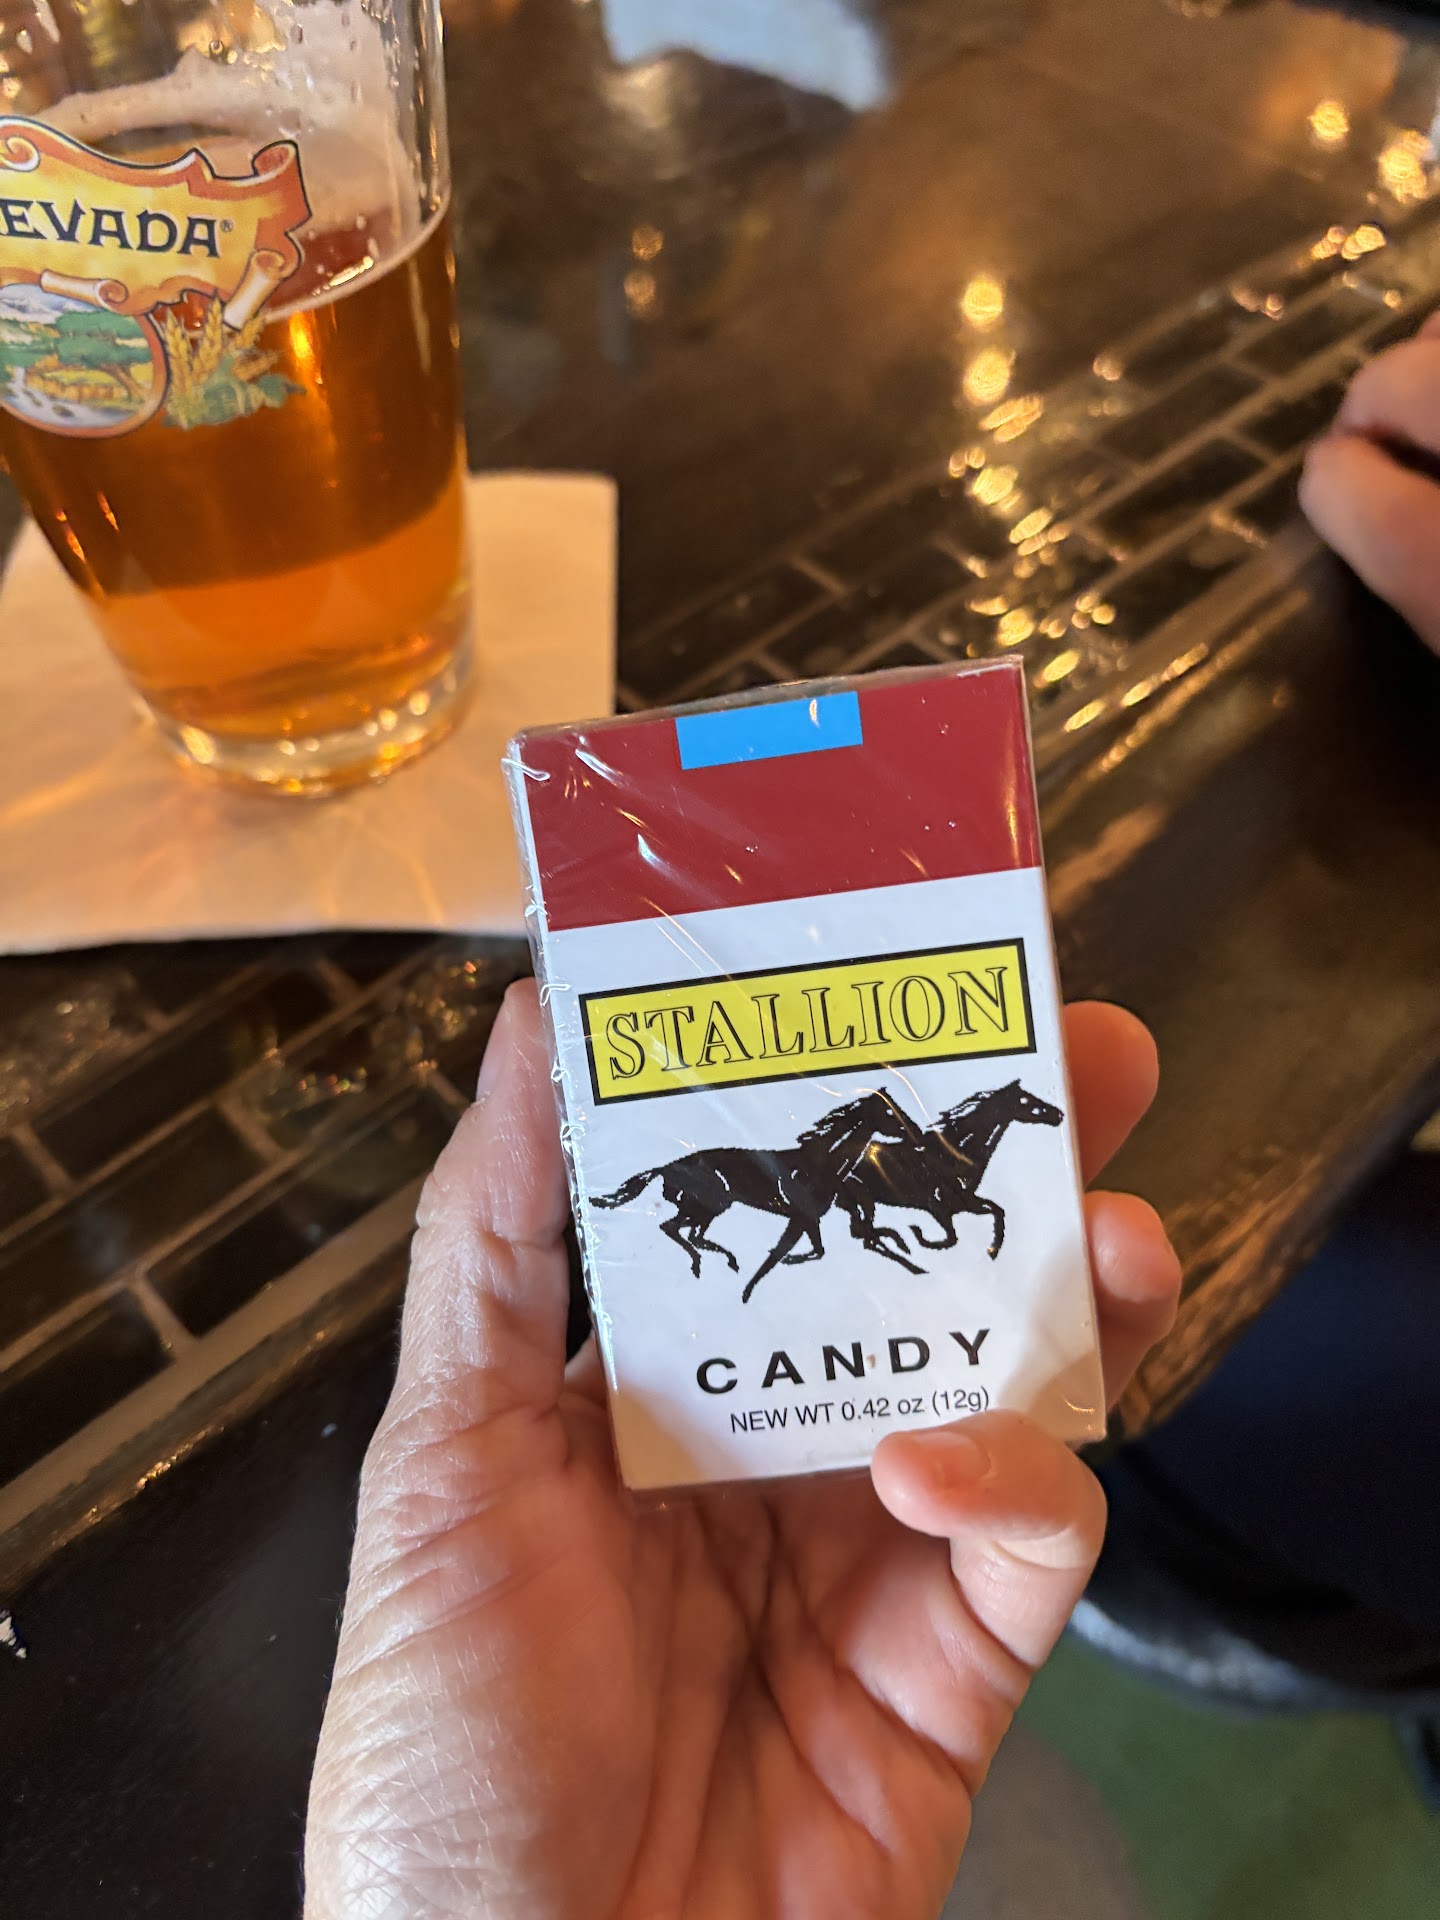 EVADA®
STALLION
CANDY
NEW WT 0.42 oz (12g)